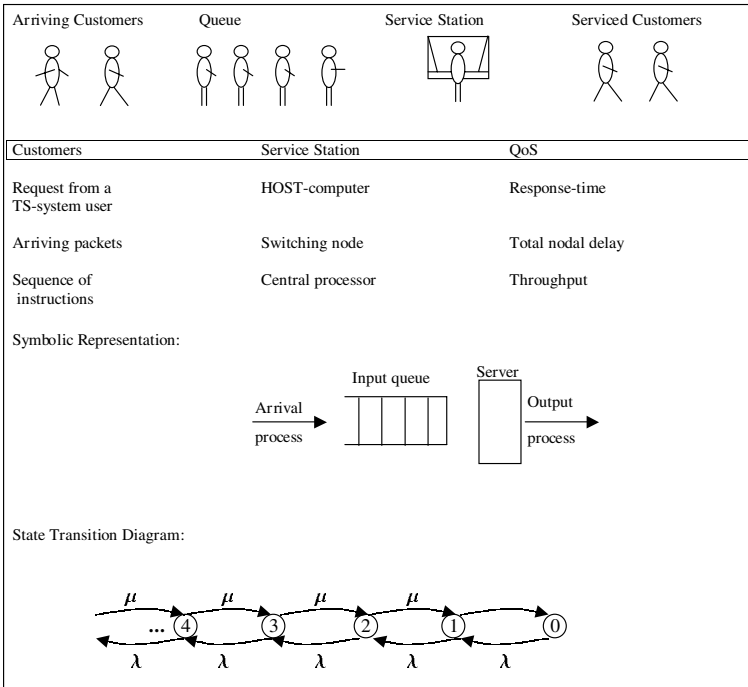 Arriving Customers Queue Service Station Serviced Customers
Customers Service Station QoS
Request from a HOST-computer Response-time
TS-system user
Arriving packets Switching node Total nodal delay
Sequence of Central processor Throughput
instructions
Symbolic Representation:
Server
Input queue
Arrival Output
process process
State Transition Diagram:
μ μ μ μ
... 4 3 2 1 0
λ λ λ λ λ